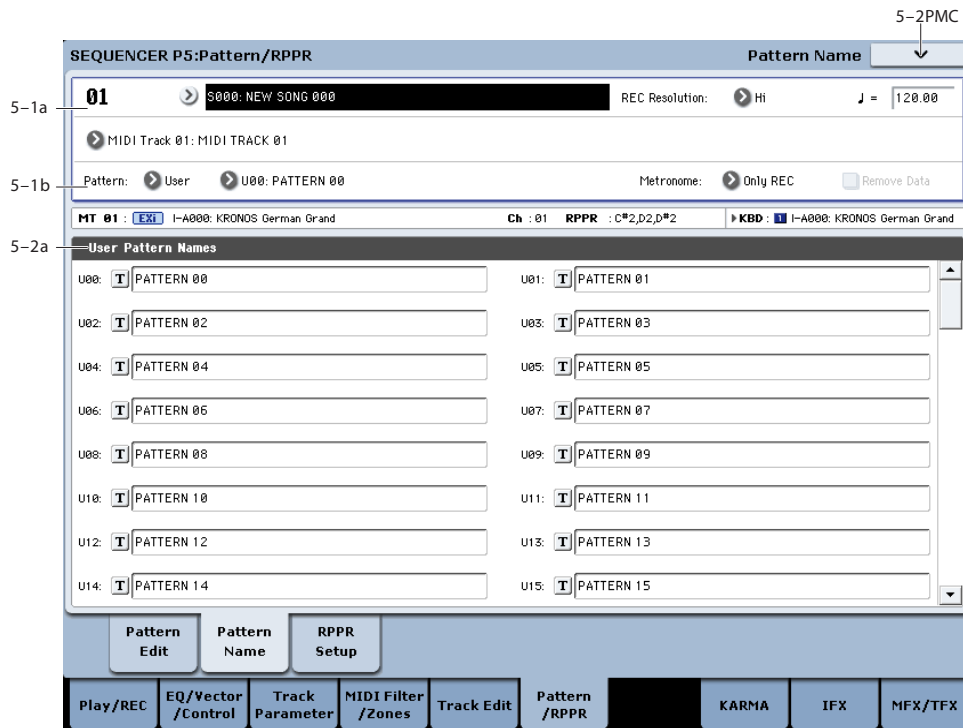 5–2PMC
SEQUENCER P5:Pattern/RPPR Pattern Name
5–1a
01 S000: NEW SONG 000 REC Resolution: Hi ♩ = 120.00
MIDI Track 01: MIDI TRACK 01
5–1b
Pattern: User U00: PATTERN 00 Metronome: Only REC Remove Data
MT 01 : EXi I-A000: KRONOS German Grand Ch : 01 RPPR : C#2,D2,D#2 KBD : 1 I-A000: KRONOS German Grand
5–2a
User Pattern Names
U00: T PATTERN 00 U01: T PATTERN 01
U02: T PATTERN 02 U03: T PATTERN 03
U04: T PATTERN 04 U05: T PATTERN 05
U06: T PATTERN 06 U07: T PATTERN 07
U08: T PATTERN 08 U09: T PATTERN 09
U10: T PATTERN 10 U11: T PATTERN 11
U12: T PATTERN 12 U13: T PATTERN 13
U14: T PATTERN 14 U15: T PATTERN 15
Pattern Edit Pattern Name RPPR Setup
Play/REC EQ/Vector /Control Track Parameter MIDI Filter /Zones Track Edit Pattern /RPPR KARMA IFX MFX/TFX